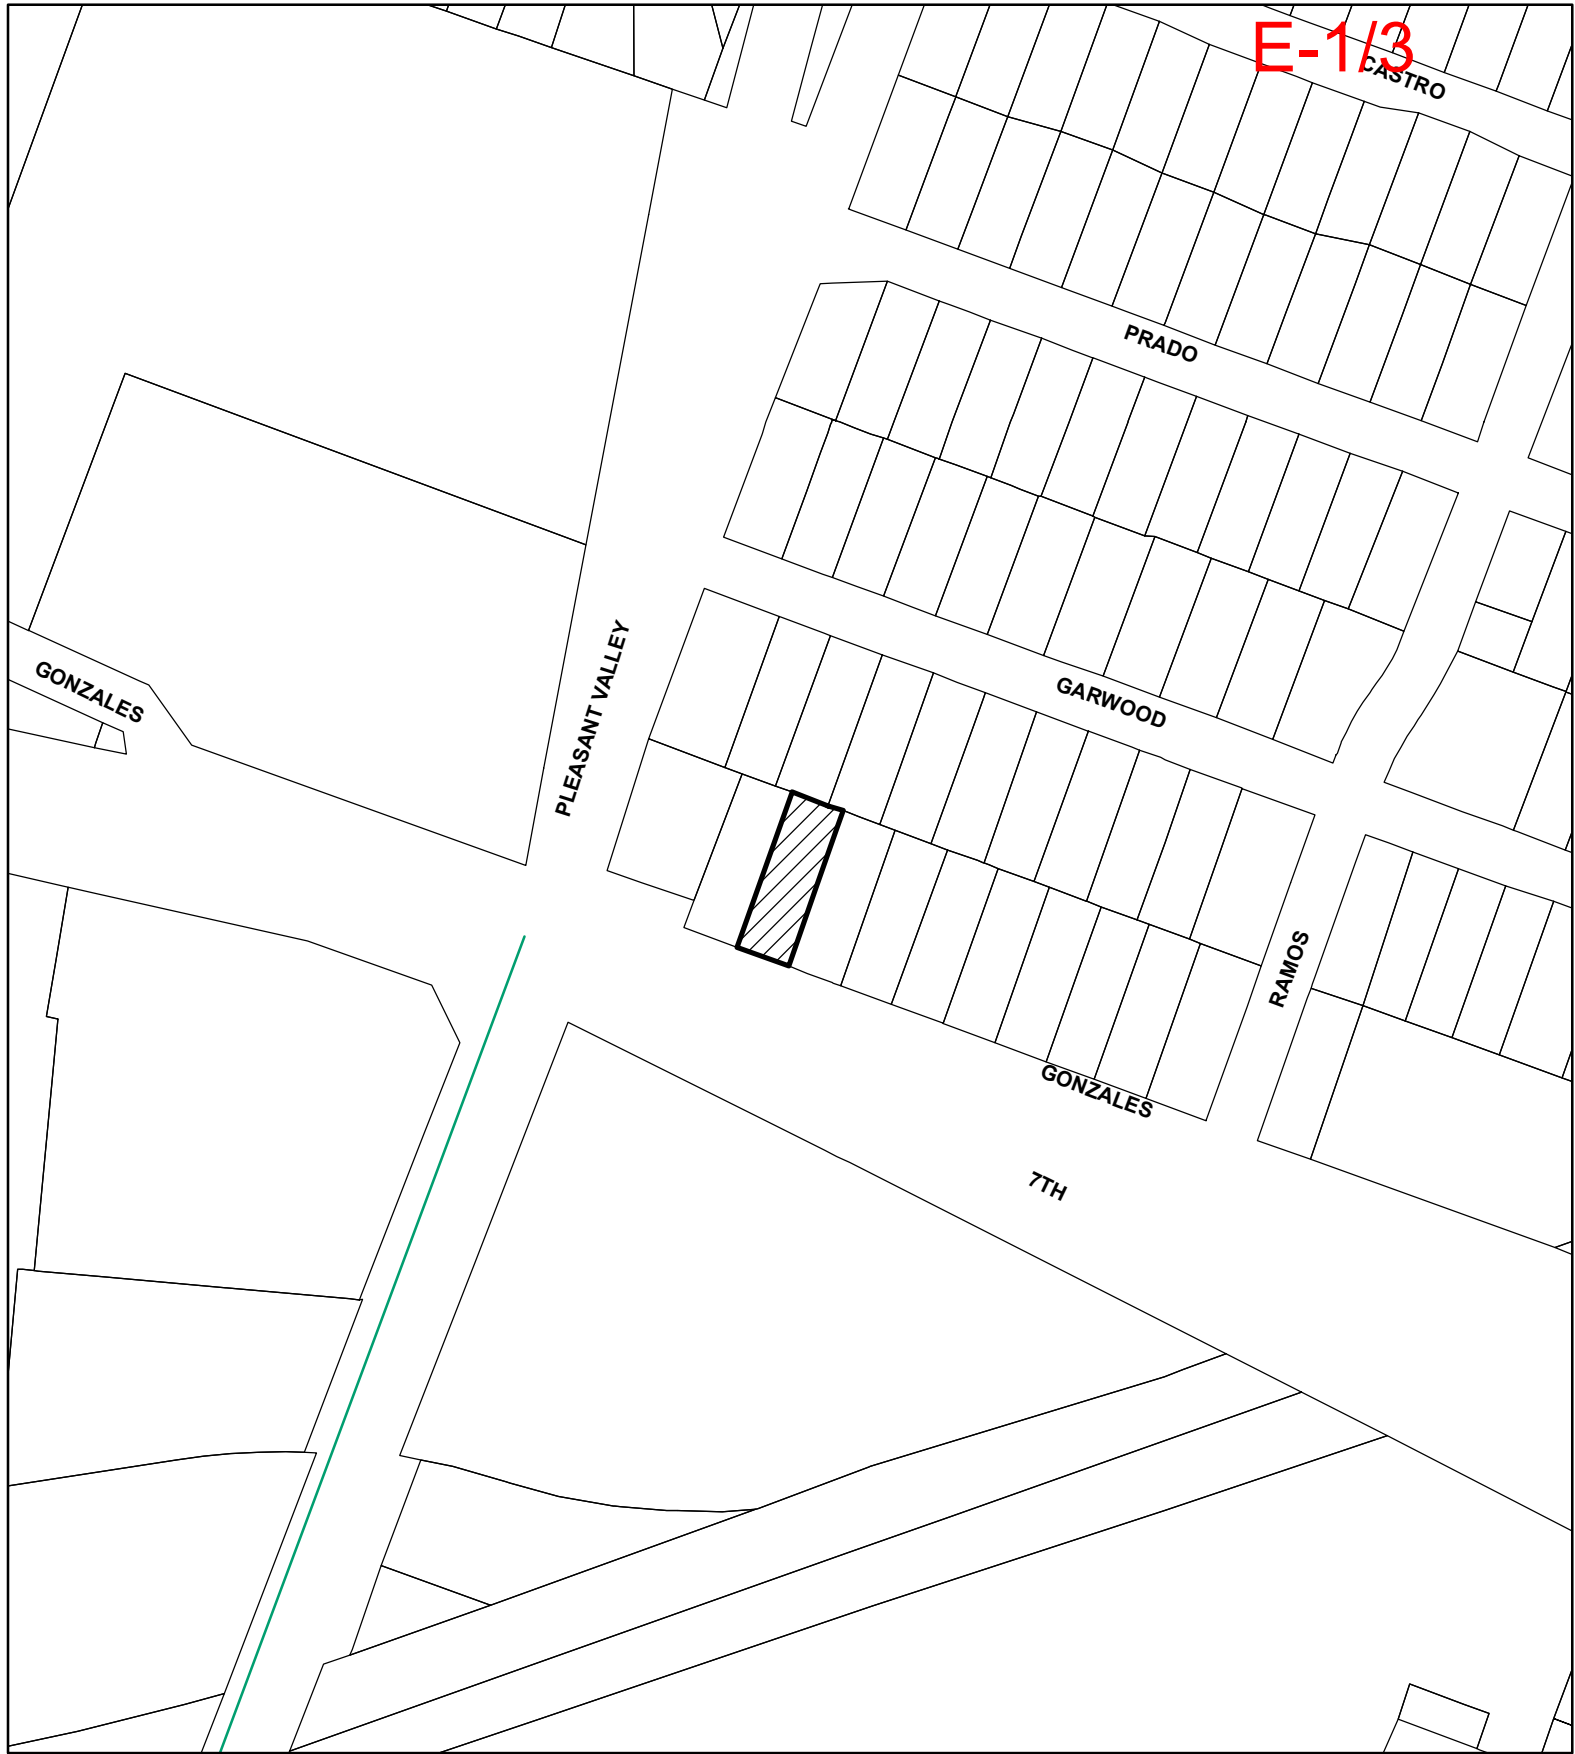 E-1/3
CASTRO
PRADO
PLEASANT VALLEY
GONZALES
GARWOOD
RAMOS
GONZALES
7TH